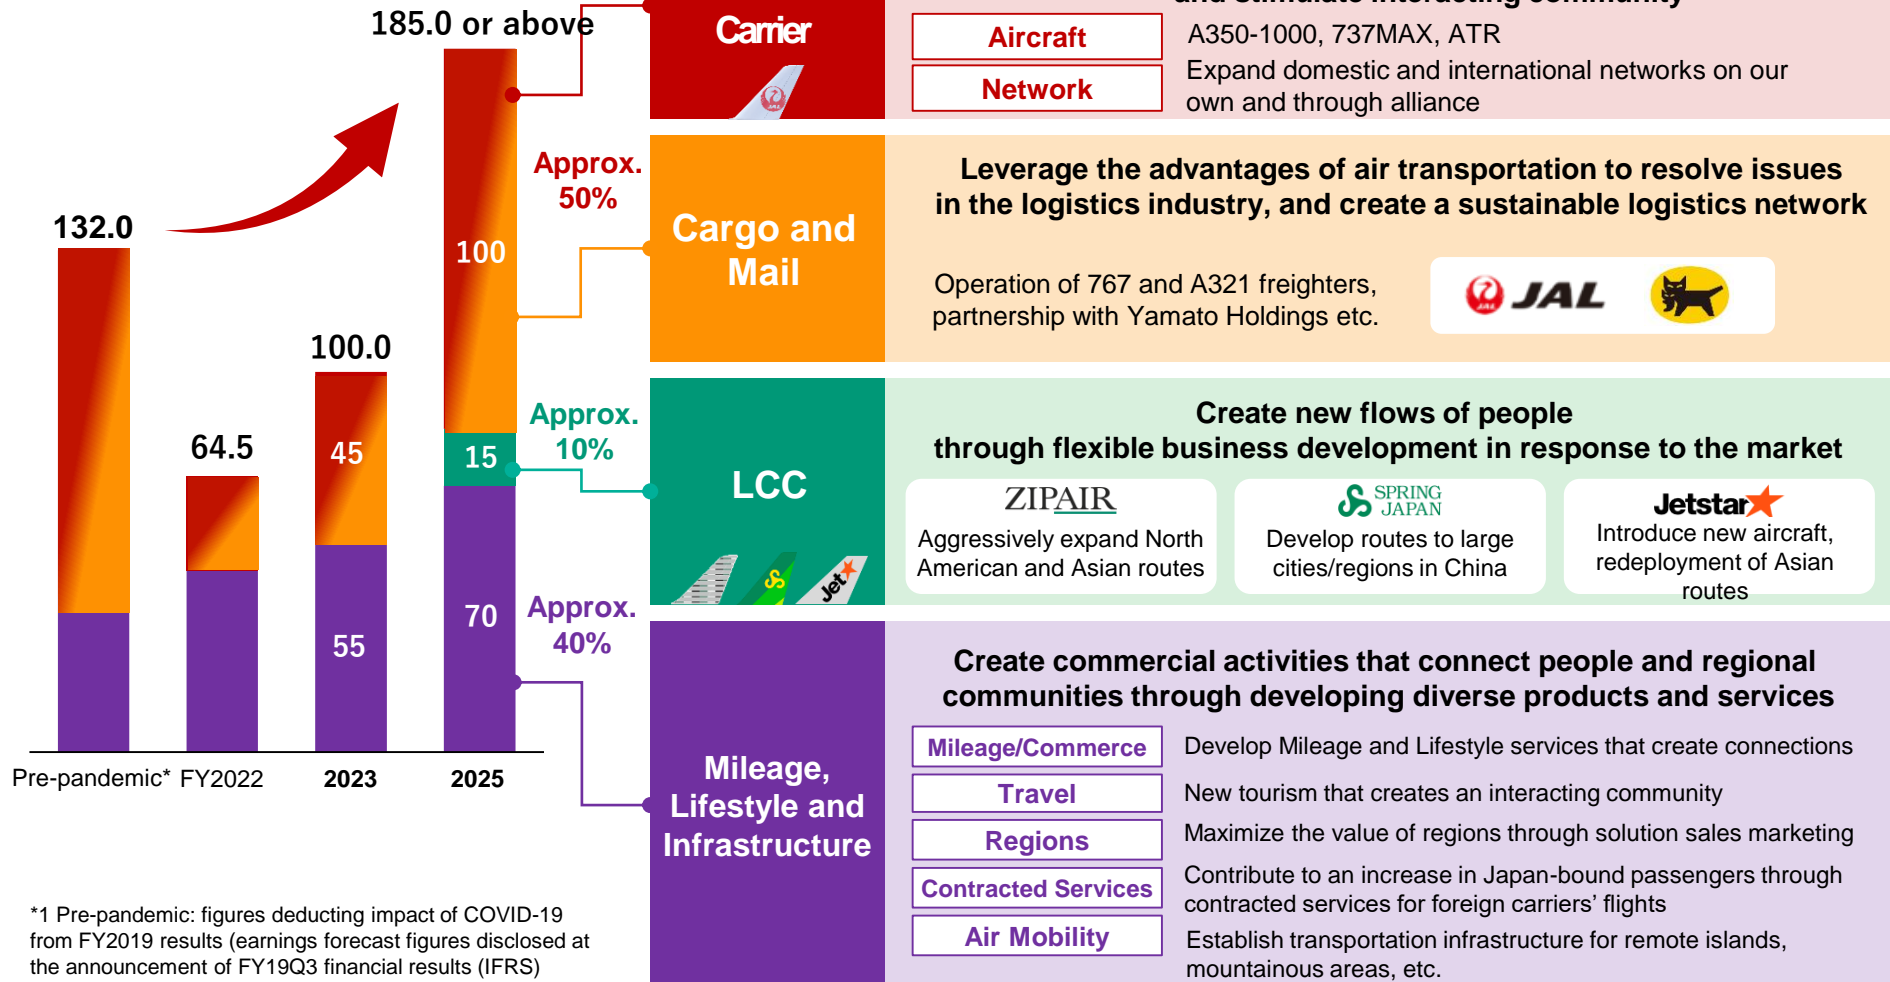 185.0 or above
132.0
100.0
64.5
45
55
100
15
70
Approx.
50%
Approx.
10%
Approx.
40%
Pre-pandemic*
FY2022
2023
2025
*1 Pre-pandemic: figures deducting impact of COVID-19
from FY2019 results (earnings forecast figures disclosed at
the announcement of FY19Q3 financial results (IFRS)
Carrier
JAL
and stimulate interacting community
Aircraft
A350-1000, 737MAX, ATR
Network
Expand domestic and international networks on our
own and through alliance
Cargo and
Mail
Leverage the advantages of air transportation to resolve issues
in the logistics industry, and create a sustainable logistics network
Operation of 767 and A321 freighters,
partnership with Yamato Holdings etc.
JAL
JAL
LCC
Jet
Create new flows of people
through flexible business development in response to the market
ZIPAIR
Aggressively expand North
American and Asian routes
SPRING
JAPAN
Develop routes to large
cities/regions in China
Jetstar
Introduce new aircraft,
redeployment of Asian
routes
Mileage,
Lifestyle and
Infrastructure
Create commercial activities that connect people and regional
communities through developing diverse products and services
Mileage/Commerce
Develop Mileage and Lifestyle services that create connections
Travel
New tourism that creates an interacting community
Regions
Maximize the value of regions through solution sales marketing
Contracted Services
Contribute to an increase in Japan-bound passengers through
contracted services for foreign carriers’ flights
Air Mobility
Establish transportation infrastructure for remote islands,
mountainous areas, etc.